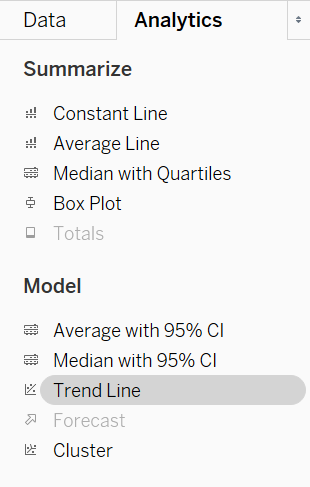 Data Analytics
Summarize
Constant Line
Average Line
Median with Quartiles
Box Plot
Totals
Model
Average with 95% CI
Median with 95% CI
Trend Line
Forecast
Cluster